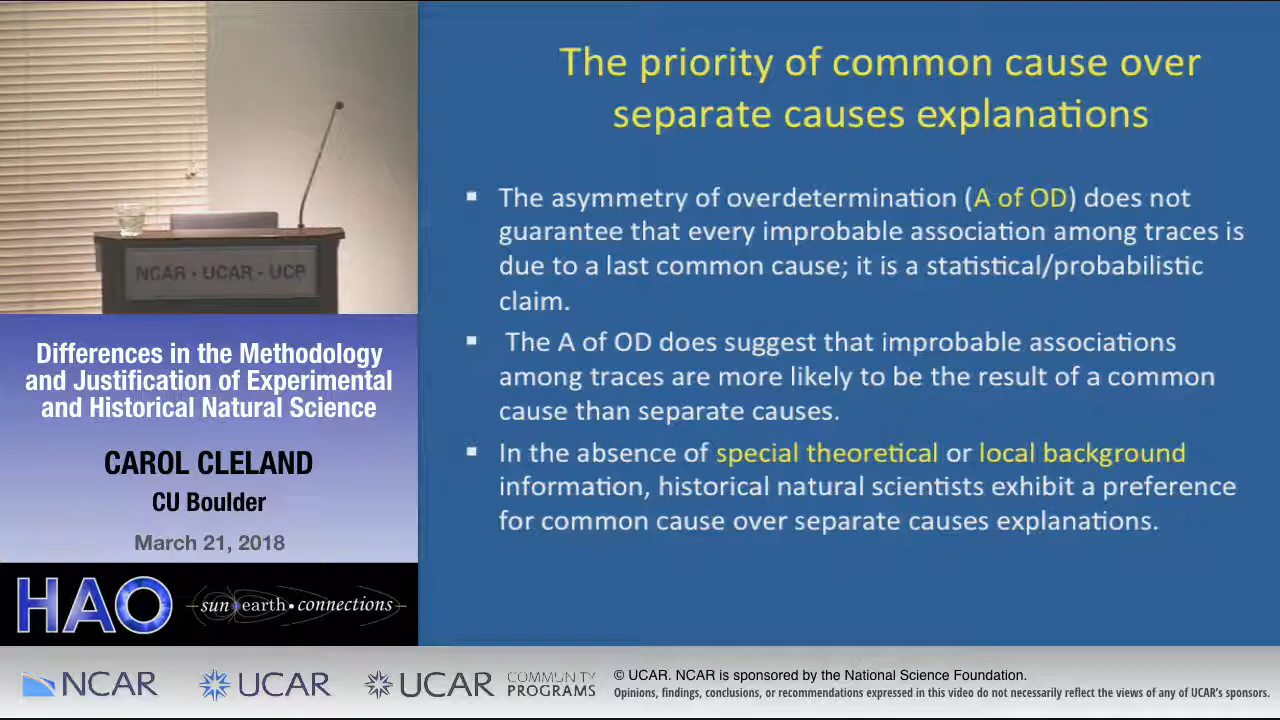 The priority of common cause over
separate causes explanations
▪ The asymmetry of overdetermination (A of OD) does not
guarantee that every improbable association among traces is
due to a last common cause; it is a statistical/probabilistic
claim.
▪ The A of OD does suggest that improbable associations
among traces are more likely to be the result of a common
cause than separate causes.
▪ In the absence of special theoretical or local background
information, historical natural scientists exhibit a preference
for common cause over separate causes explanations.
NCAR - UCAR - UCP
Differences in the Methodology
and Justification of Experimental
and Historical Natural Science
CAROL CLELAND
CU Boulder
March 21, 2018
HAO
sun•earth•connections
NCAR
UCAR
UCAR
COMMUNITY
PROGRAMS
© UCAR. NCAR is sponsored by the National Science Foundation.
Opinions, findings, conclusions, or recommendations expressed in this video do not necessarily reflect the views of any of UCAR's sponsors.